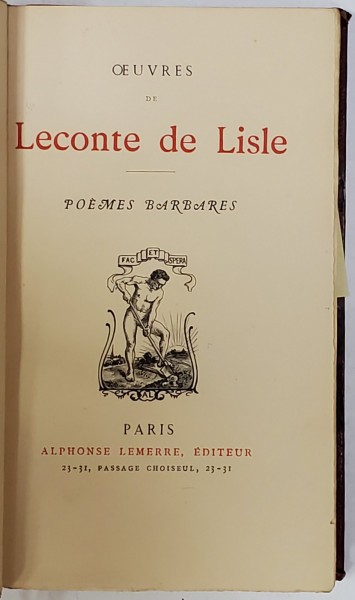 ŒUVRES
DE
Leconte de Lisle
POÈMES BARBARES
FAC ET SPERA
AL
PARIS
ALPHONSE LEMERRE, ÉDITEUR
23-31, PASSAGE CHOISEUL, 23-31